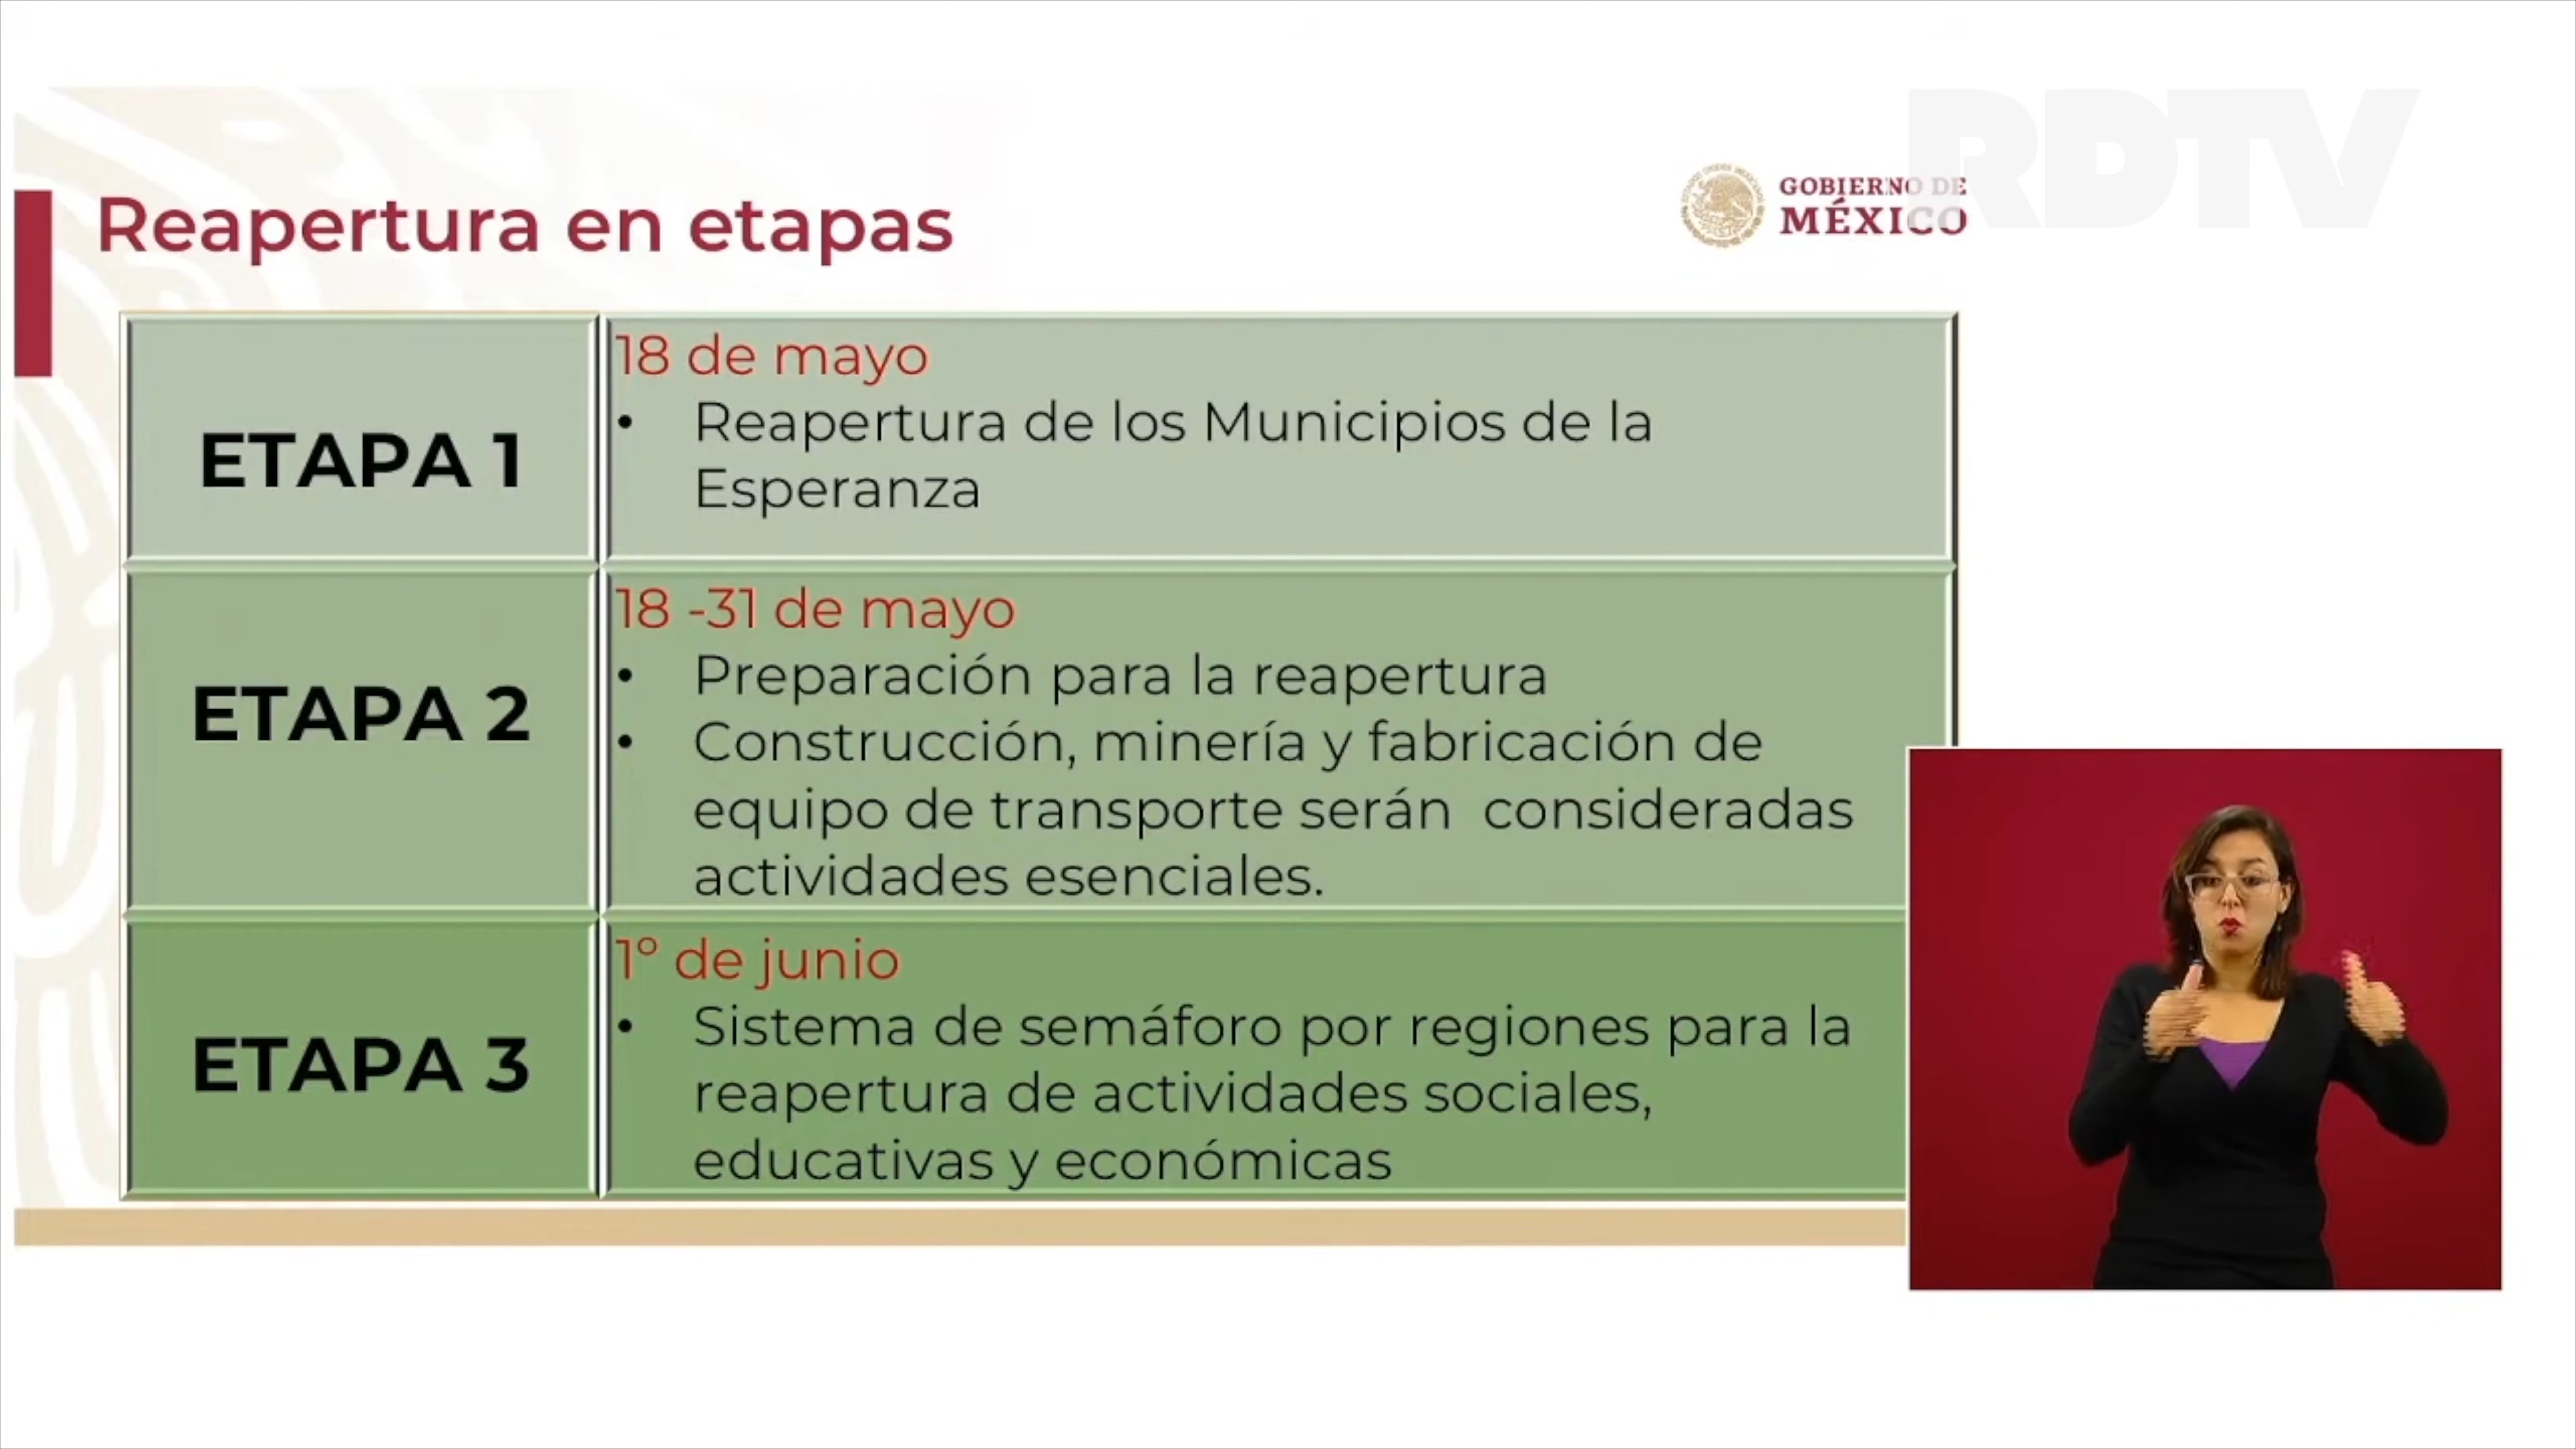 RDTV
GOBIERNO DE
MÉXICO
Reapertura en etapas
ETAPA 1
18 de mayo
• Reapertura de los Municipios de la
Esperanza
ETAPA 2
18 -31 de mayo
• Preparación para la reapertura
• Construcción, minería y fabricación de
equipo de transporte serán consideradas
actividades esenciales.
ETAPA 3
1º de junio
• Sistema de semáforo por regiones para la
reapertura de actividades sociales,
educativas y económicas